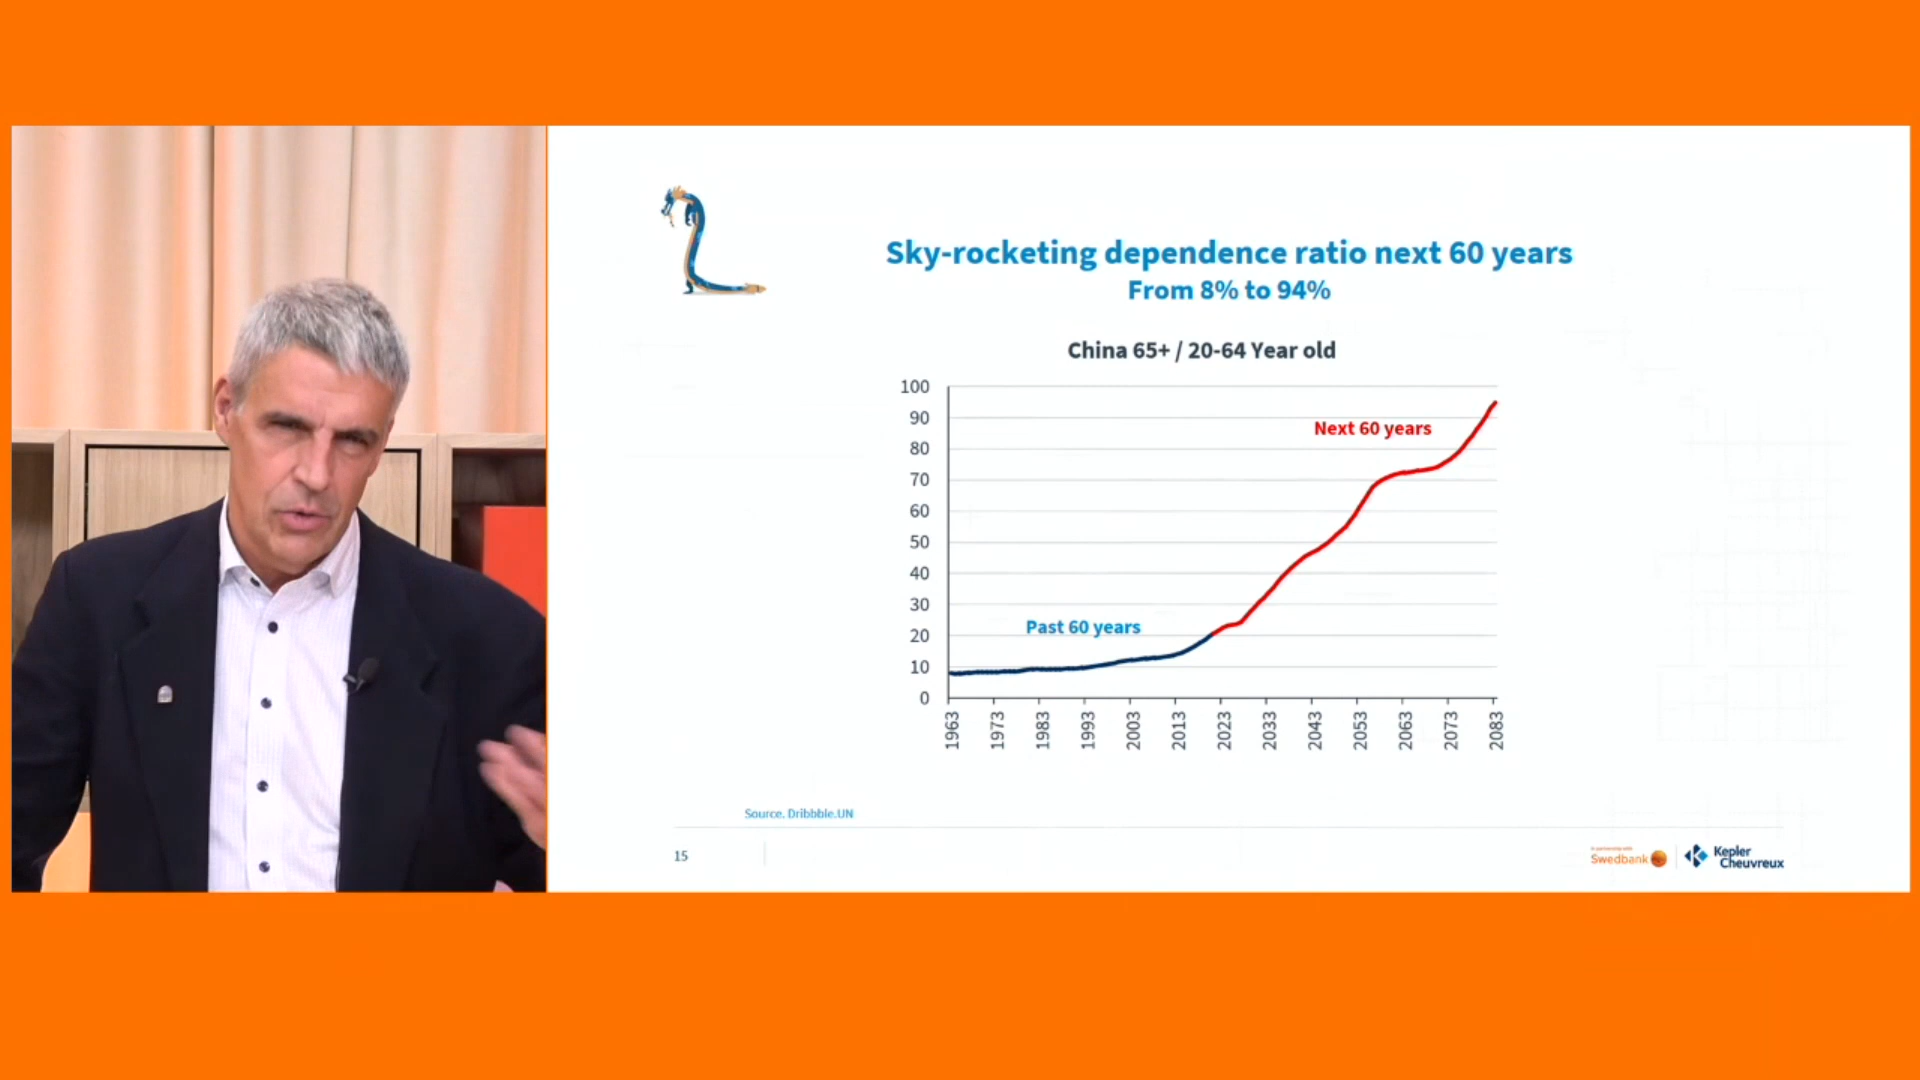 Sky-rocketing dependence ratio next 60 years
From 8% to 94%
China 65+ / 20-64 Year old
100
90
80
70
60
50
40
30
20
10
0
Next 60 years
Past 60 years
1963
1973
1983
1993
2003
2013
2023
2033
2043
2053
2063
2073
2083
Source. Dribbble.UN
15
In partnership with
Swedbank
Kepler
Cheuvreux